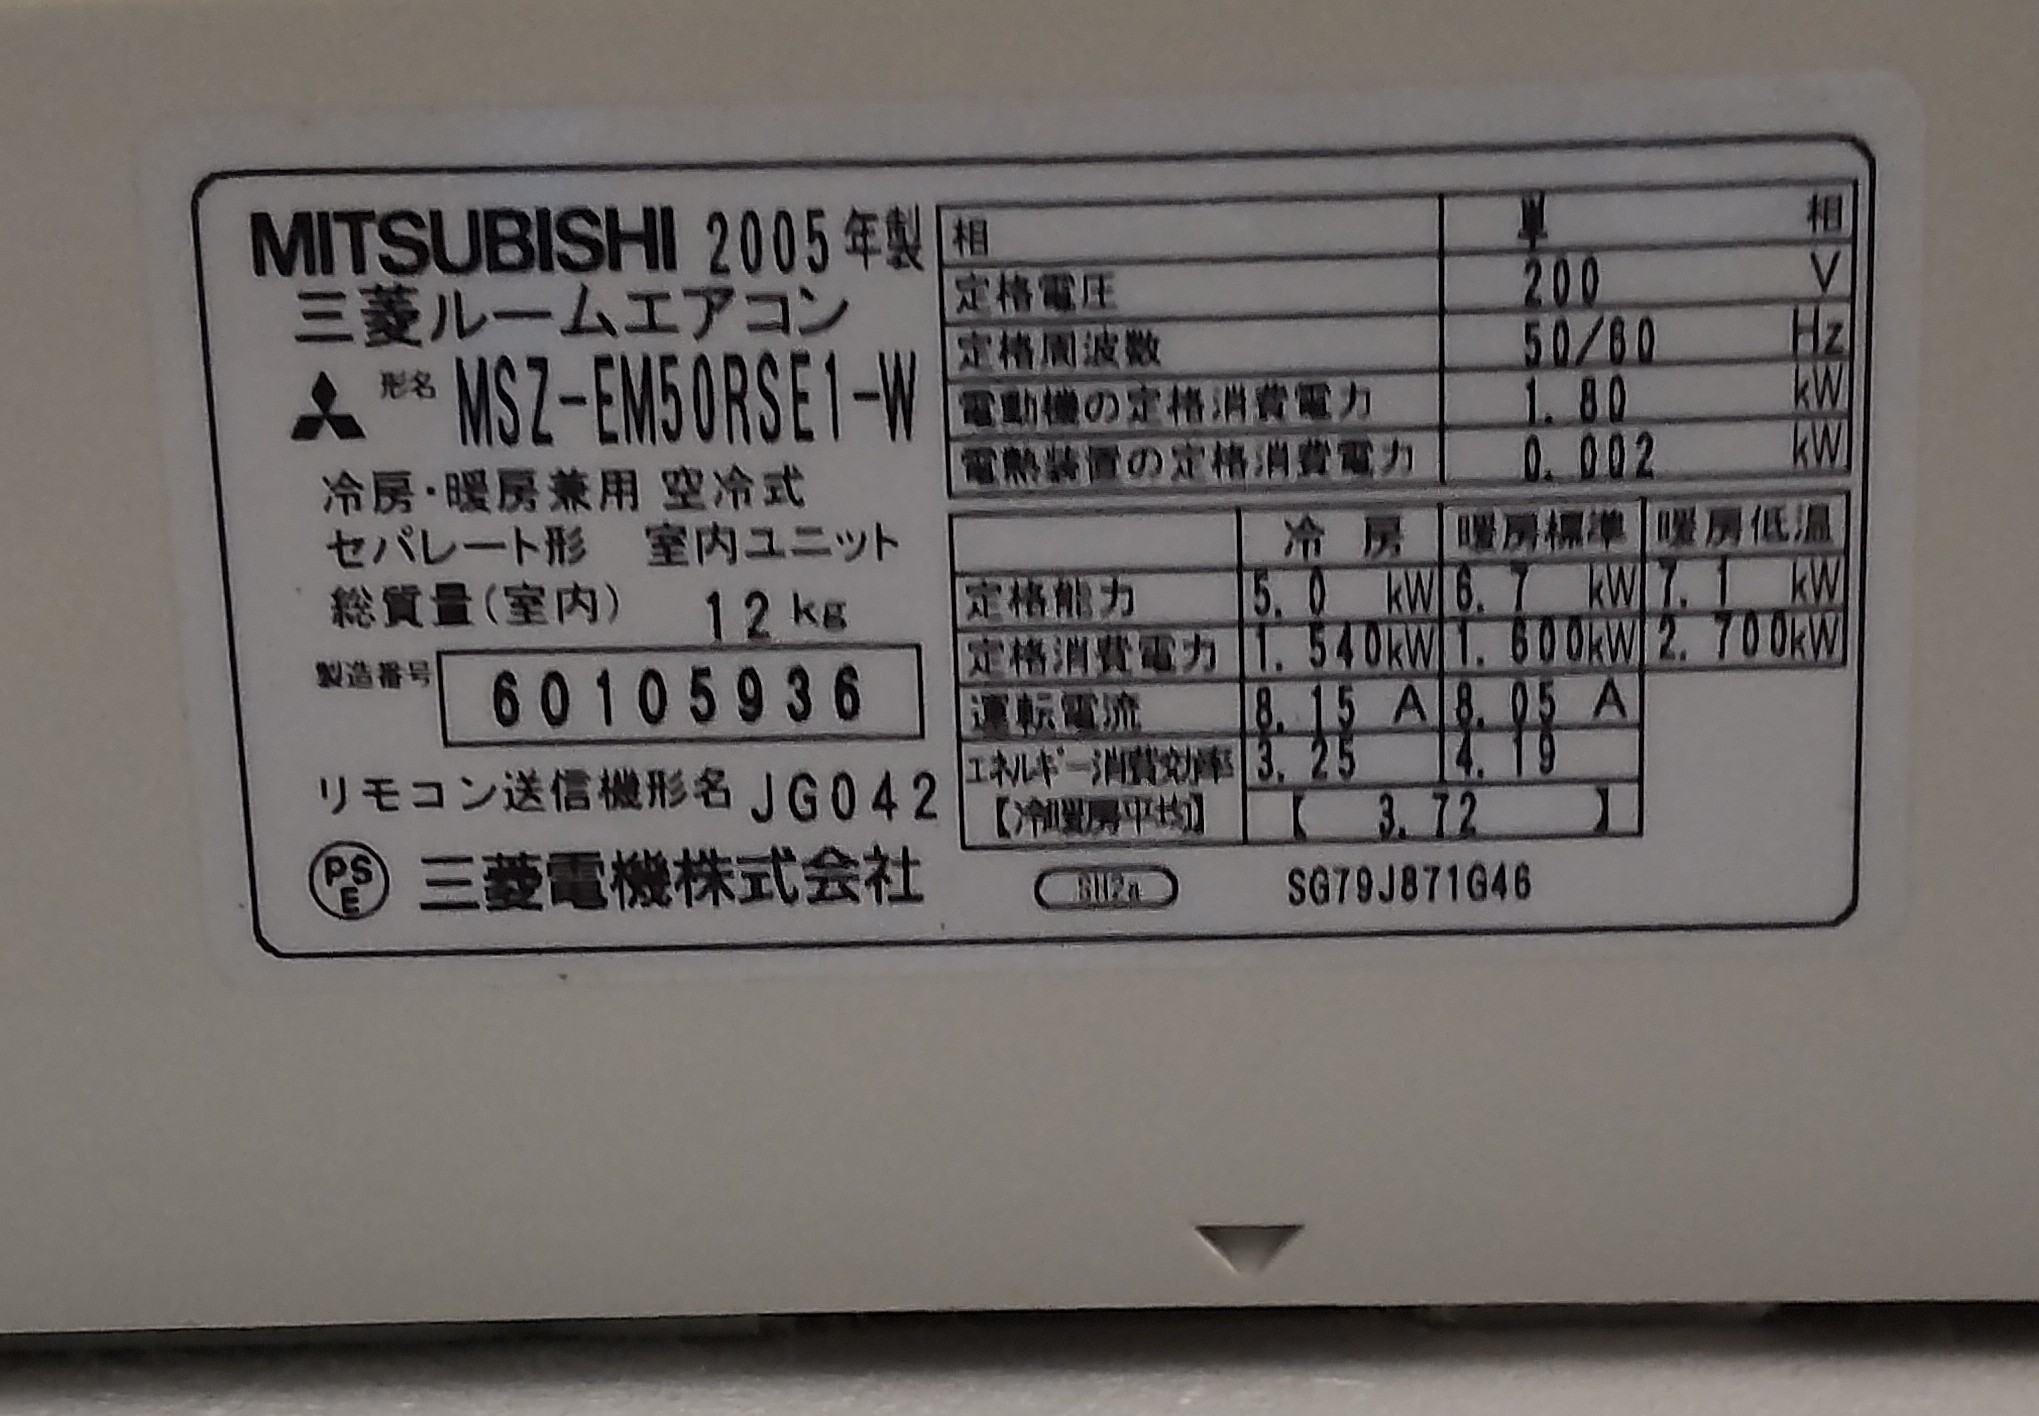 MITSUBISHI 2005年製
三菱ルームエアコン
形名 MSZ-EM50RSE1-W
冷房・暖房兼用 空冷式
セパレート形 室内ユニット
総質量(室内) 12kg
製造番号 60105936
リモコン送信機形名 JG042
PSE 三菱電機株式会社
相 単 相
定格電圧 200 V
定格周波数 50/60 Hz
電動機の定格消費電力 1.80 kW
電熱装置の定格消費電力 0.002 kW
冷房 暖房標準 暖房低温
定格能力 5.0 kW 6.7 kW 7.1 kW
定格消費電力 1.540kW 1.600kW 2.700kW
運転電流 8.15 A 8.05 A
エネルギー消費効率 3.25 4.19
【冷暖房平均】 【 3.72 】
SG79J871G46